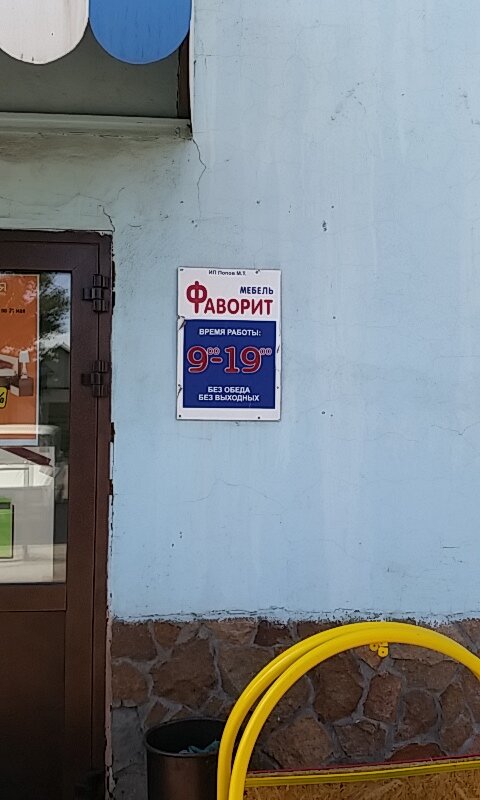 ИП Попов М.Т.
МЕБЕЛЬ
ФАВОРИТ
ВРЕМЯ РАБОТЫ:
9⁰⁰-19⁰⁰
БЕЗ ОБЕДА
БЕЗ ВЫХОДНЫХ